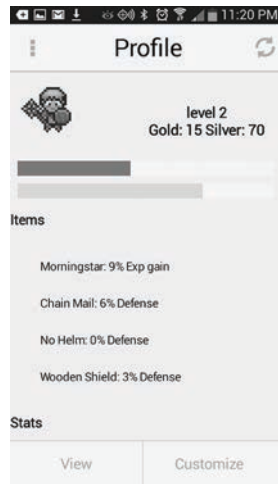 11:20 PM
Profile
level 2
Gold: 15 Silver: 70
Items
Morningstar: 9% Exp gain
Chain Mail: 6% Defense
No Helm: 0% Defense
Wooden Shield: 3% Defense
Stats
View
Customize